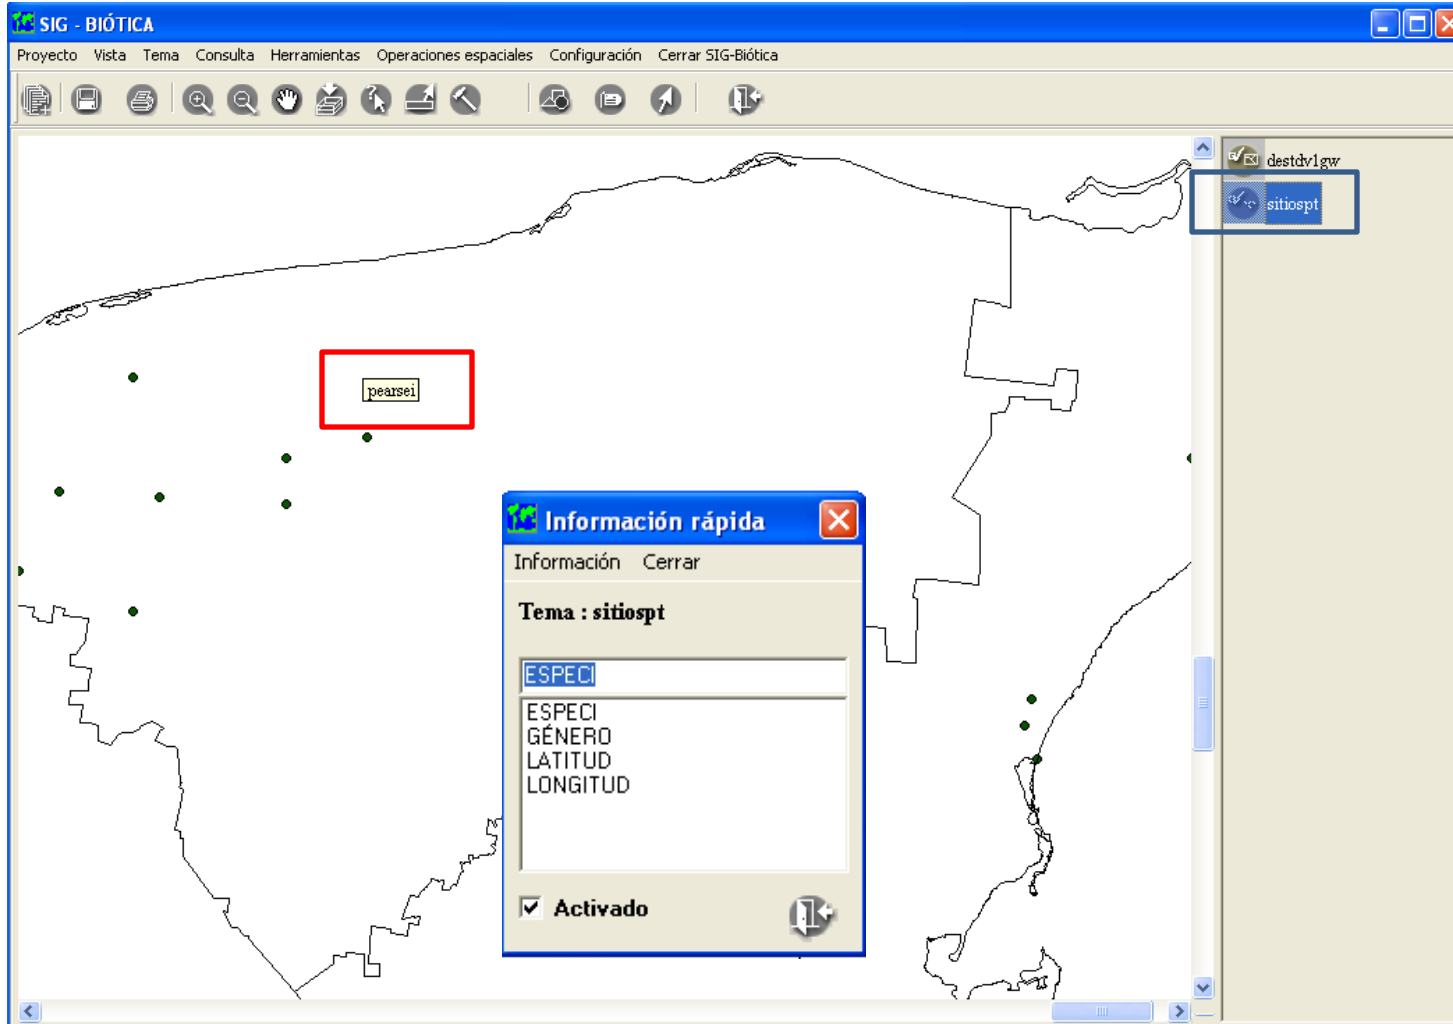 SIG - BIÓTICA
Proyecto Vista Tema Consulta Herramientas Operaciones espaciales Configuración Cerrar SIG-Biótica
destdv1gw
sitiospt
pearsei
Información rápida
Información Cerrar
Tema : sitiospt
ESPECI
ESPECI
GÉNERO
LATITUD
LONGITUD
Activado